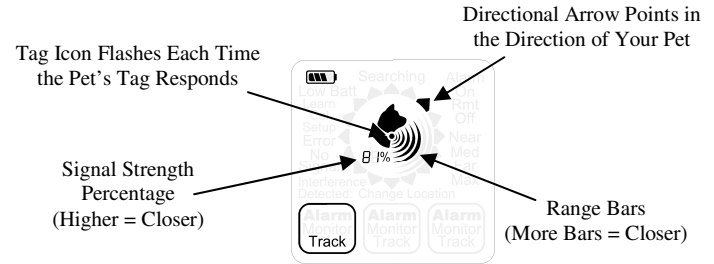 Directional Arrow Points in
the Direction of Your Pet
Tag Icon Flashes Each Time
the Pet's Tag Responds
Searching
Alarm
Low Batt
On
Learn
Rmt
Off
Setup
Error
Near
No
Med
81%
Far
Max
Interference
Detected: Change Location
Signal Strength
Percentage
(Higher = Closer)
Range Bars
(More Bars = Closer)
Alarm Alarm Alarm
Monitor Monitor Monitor
Track Track Track